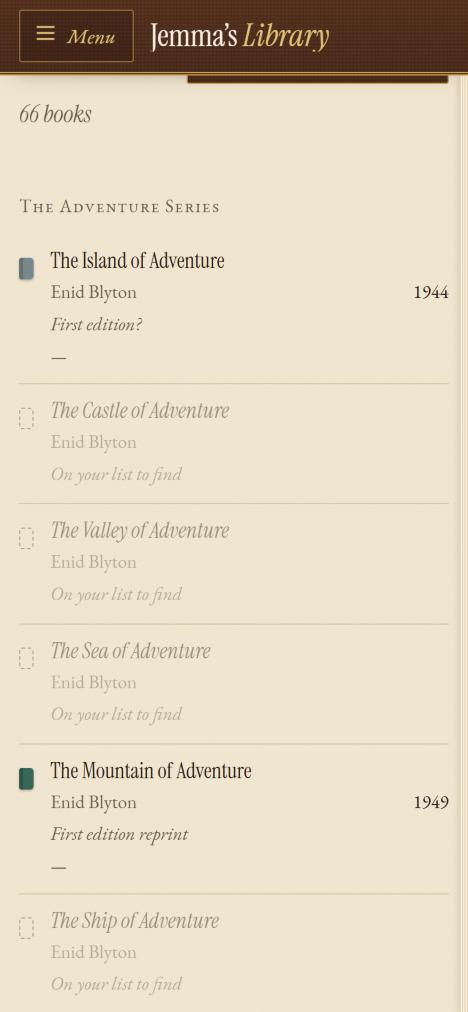 Menu
Jemma's Library
66 books
The Adventure Series
The Island of Adventure
Enid Blyton
1944
First edition?
—
The Castle of Adventure
Enid Blyton
On your list to find
The Valley of Adventure
Enid Blyton
On your list to find
The Sea of Adventure
Enid Blyton
On your list to find
The Mountain of Adventure
Enid Blyton
1949
First edition reprint
—
The Ship of Adventure
Enid Blyton
On your list to find